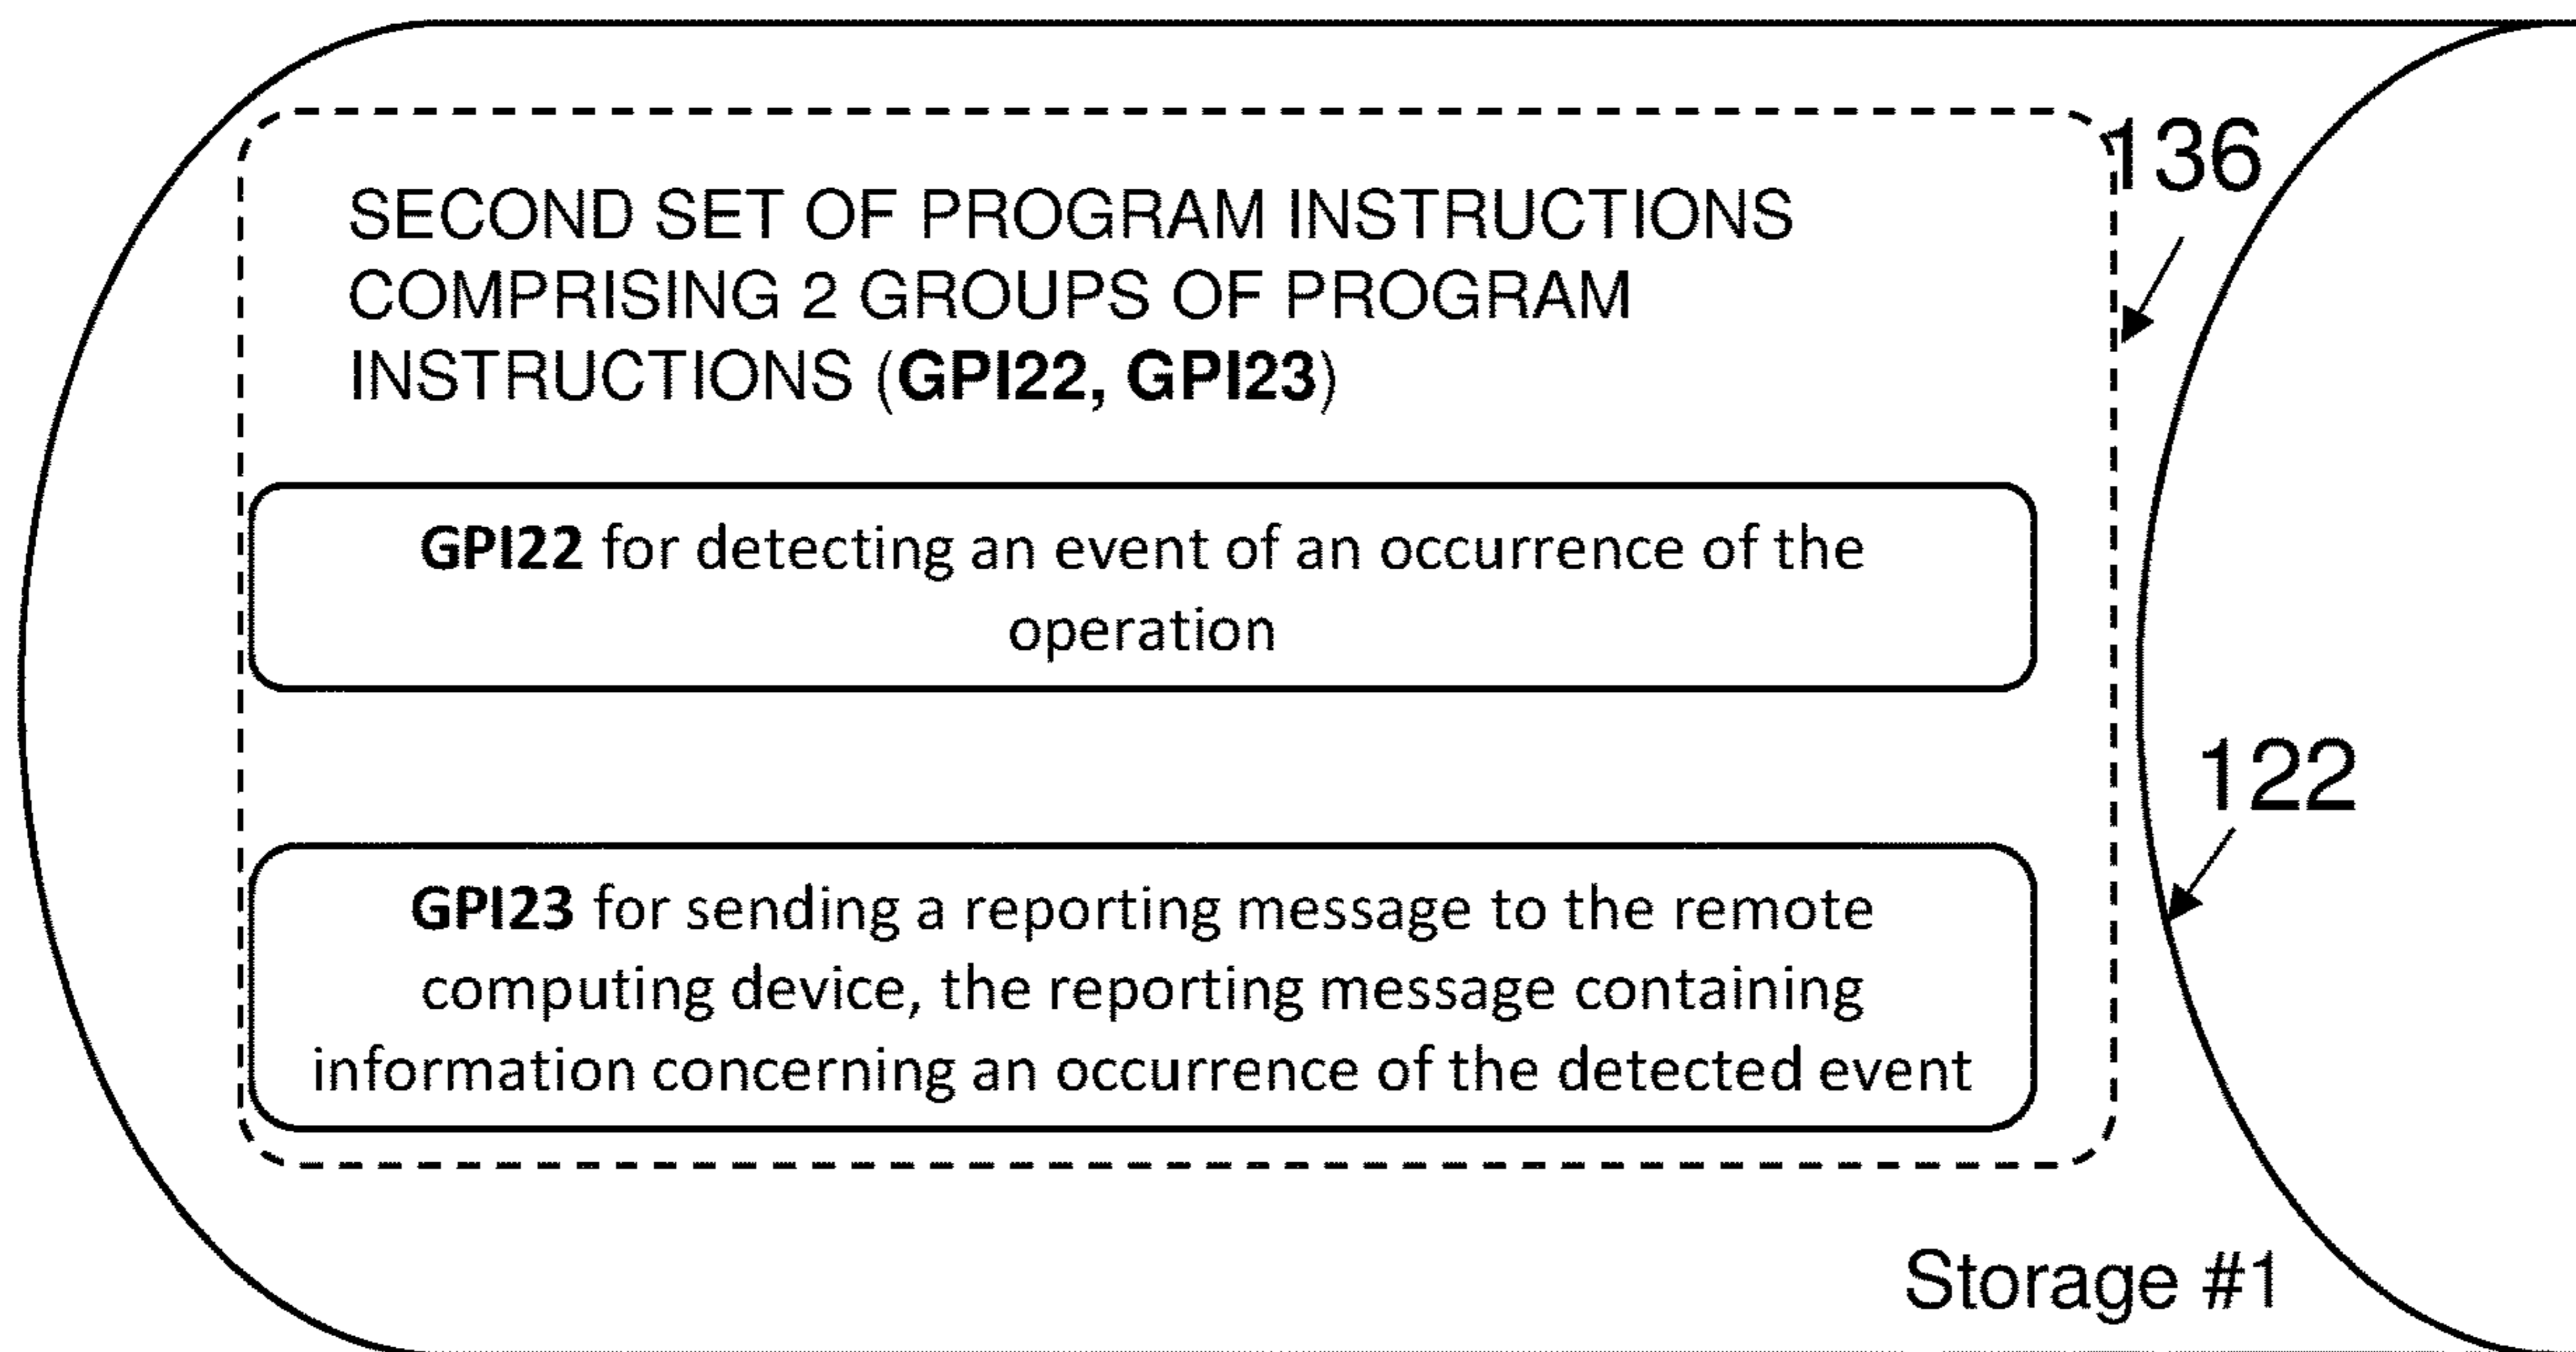 136
SECOND SET OF PROGRAM INSTRUCTIONS
COMPRISING 2 GROUPS OF PROGRAM
INSTRUCTIONS (GPI22, GPI23)
GPI22 for detecting an event of an occurrence of the
operation
122
GPI23 for sending a reporting message to the remote
computing device, the reporting message containing
information concerning an occurrence of the detected event
Storage #1